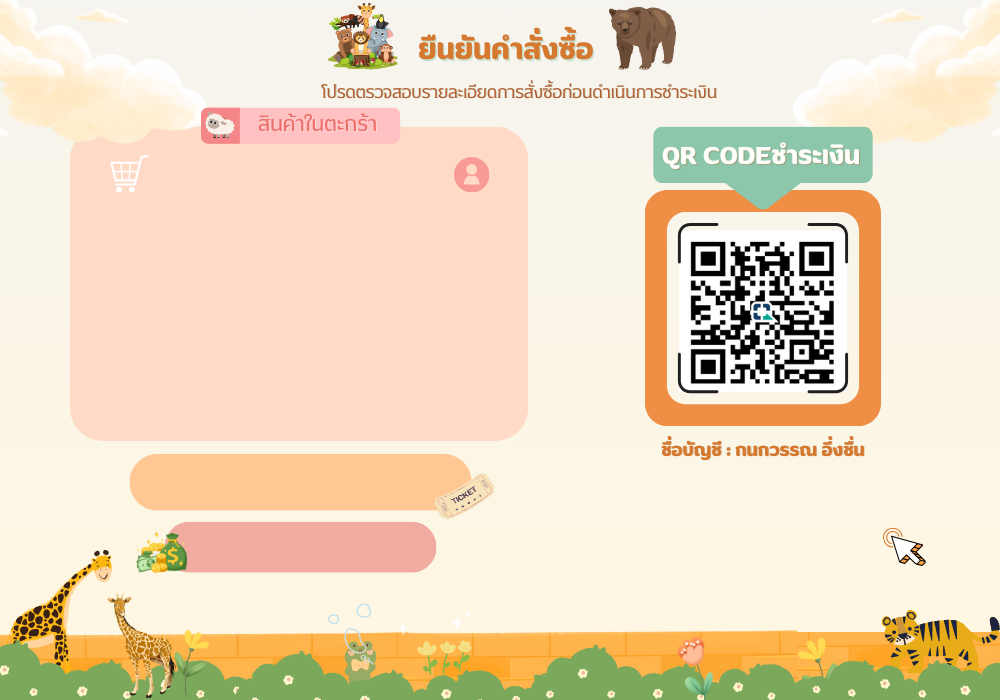 ยืนยันคำสั่งซื้อ
โปรดตรวจสอบรายละเอียดการสั่งซื้อก่อนดำเนินการชำระเงิน
สินค้าในตะกร้า
QR CODEชำระเงิน
ชื่อบัญชี : กนกวรรณ อึ่งชื่น
TICKET